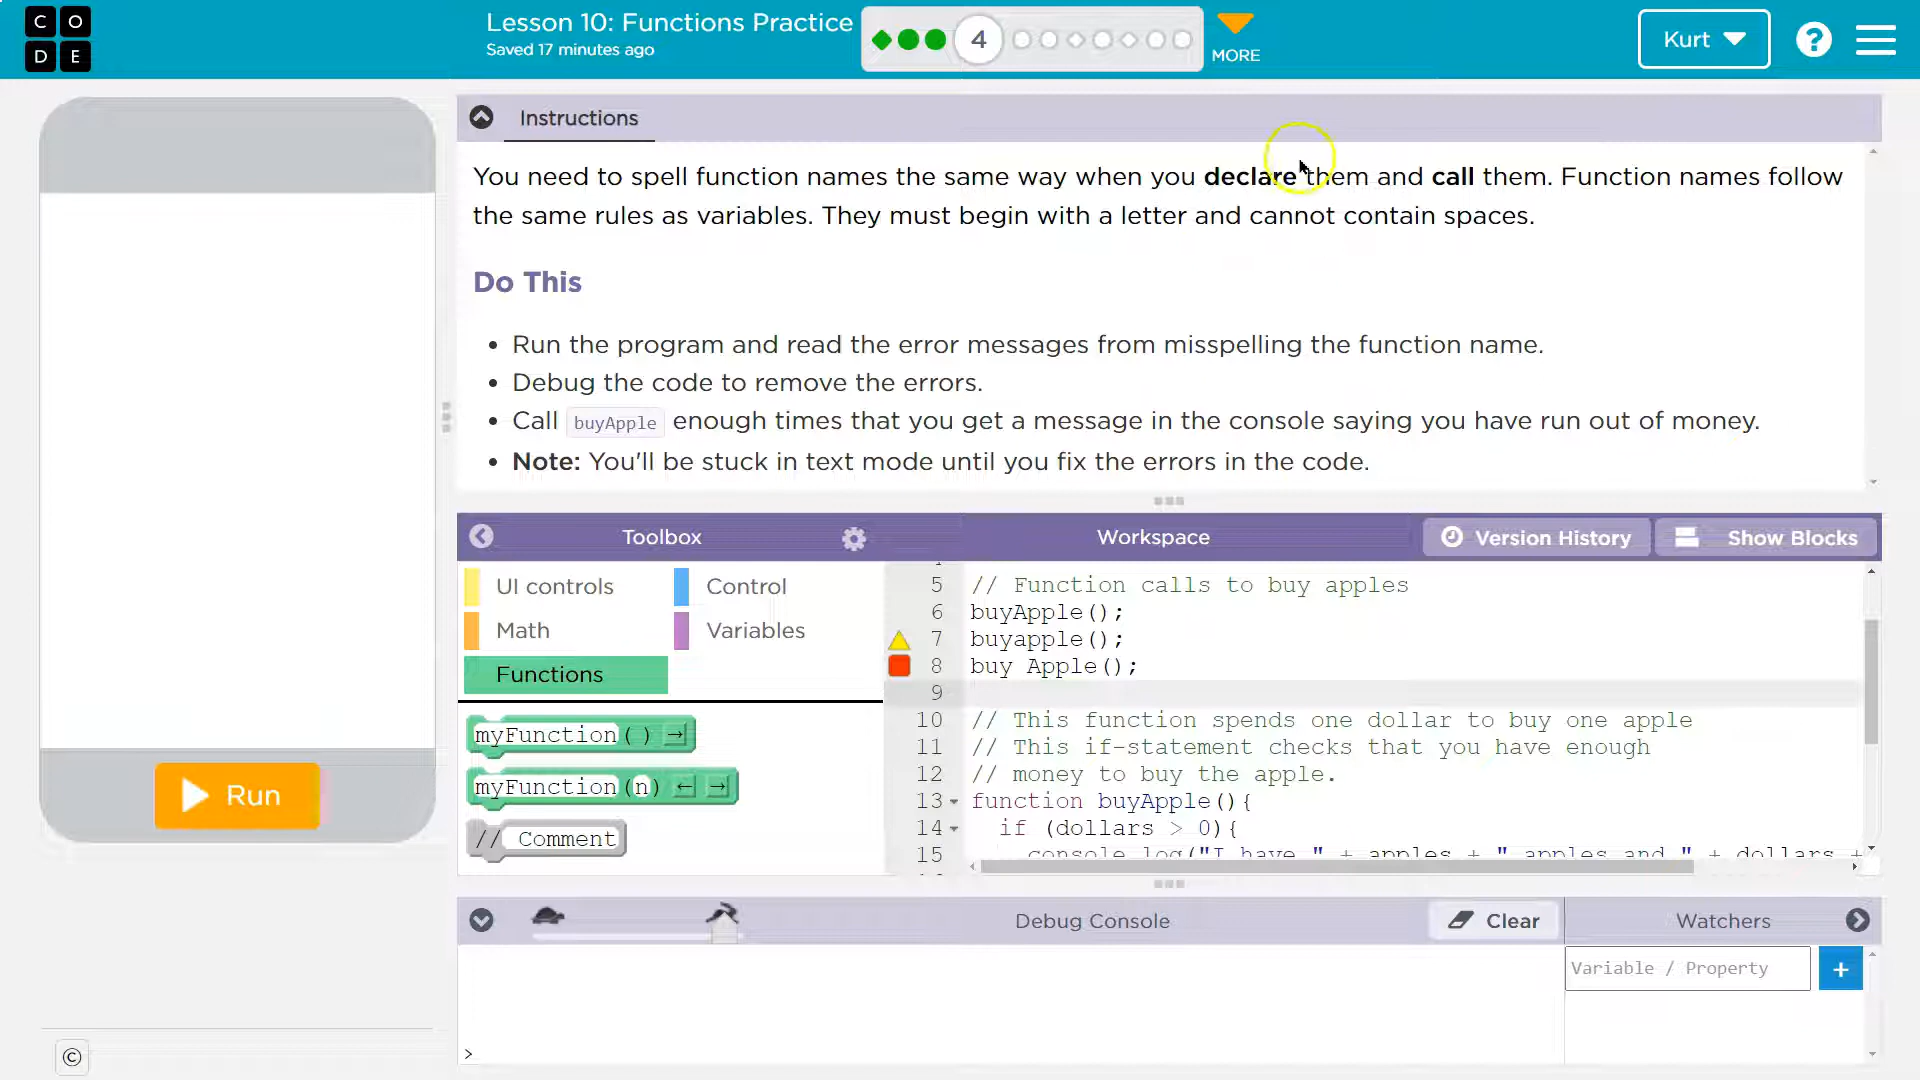 C O
D E
Lesson 10: Functions Practice
Saved 17 minutes ago
4
MORE
Kurt
?
Instructions
You need to spell function names the same way when you declare them and call them. Function names follow
the same rules as variables. They must begin with a letter and cannot contain spaces.
Do This
• Run the program and read the error messages from misspelling the function name.
• Debug the code to remove the errors.
• Call buyApple enough times that you get a message in the console saying you have run out of money.
• Note: You'll be stuck in text mode until you fix the errors in the code.
Toolbox
Workspace
Version History
Show Blocks
UI controls
Control
Math
Variables
Functions
myFunction ( ) →
myFunction (n) ← →
// Comment
5 // Function calls to buy apples
6 buyApple();
7 buyapple();
8 buy Apple();
9
10 // This function spends one dollar to buy one apple
11 // This if-statement checks that you have enough
12 // money to buy the apple.
13 function buyApple(){
14 if (dollars > 0){
15 console.log("I have " + apples + " apples and " + dollars +
Run
Debug Console
Clear
Watchers
Variable / Property
+
>
©